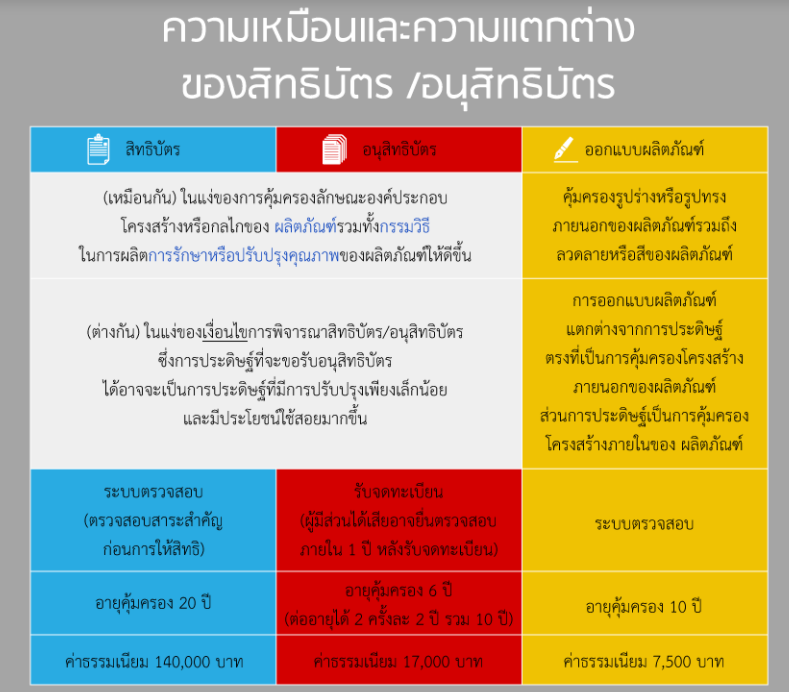 ความเหมือนและความแตกต่าง
ของสิทธิบัตร /อนุสิทธิบัตร
สิทธิบัตร
อนุสิทธิบัตร
ออกแบบผลิตภัณฑ์
(เหมือนกัน) ในแง่ของการคุ้มครองลักษณะองค์ประกอบ
โครงสร้างหรือกลไกของ ผลิตภัณฑ์รวมทั้งกรรมวิธี
ในการผลิตการรักษาหรือปรับปรุงคุณภาพของผลิตภัณฑ์ให้ดีขึ้น
คุ้มครองรูปร่างหรือรูปทรง
ภายนอกของผลิตภัณฑ์รวมถึง
ลวดลายหรือสีของผลิตภัณฑ์
(ต่างกัน) ในแง่ของเงื่อนไขการพิจารณาสิทธิบัตร/อนุสิทธิบัตร
ซึ่งการประดิษฐ์ที่จะขอรับอนุสิทธิบัตร
ได้อาจจะเป็นการประดิษฐ์ที่มีการปรับปรุงเพียงเล็กน้อย
และมีประโยชน์ใช้สอยมากขึ้น
การออกแบบผลิตภัณฑ์
แตกต่างจากการประดิษฐ์
ตรงที่เป็นการคุ้มครองโครงสร้าง
ภายนอกของผลิตภัณฑ์
ส่วนการประดิษฐ์เป็นการคุ้มครอง
โครงสร้างภายในของ ผลิตภัณฑ์
ระบบตรวจสอบ
(ตรวจสอบสาระสำคัญ
ก่อนการให้สิทธิ)
รับจดทะเบียน
(ผู้มีส่วนได้เสียอาจยื่นตรวจสอบ
ภายใน 1 ปี หลังรับจดทะเบียน)
ระบบตรวจสอบ
อายุคุ้มครอง 20 ปี
อายุคุ้มครอง 6 ปี
(ต่ออายุได้ 2 ครั้งละ 2 ปี รวม 10 ปี)
อายุคุ้มครอง 10 ปี
ค่าธรรมเนียม 140,000 บาท
ค่าธรรมเนียม 17,000 บาท
ค่าธรรมเนียม 7,500 บาท